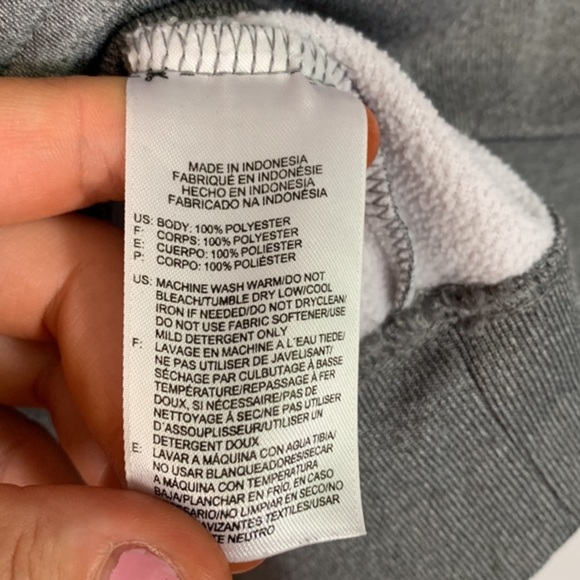 MADE IN INDONESIA
FABRIQUÉ EN INDONÉSIE
HECHO EN INDONESIA
FABRICADO NA INDONÉSIA
US: BODY: 100% POLYESTER
F: CORPS: 100% POLYESTER
E: CUERPO: 100% POLIESTER
P: CORPO: 100% POLIÉSTER
US: MACHINE WASH WARM/DO NOT
BLEACH/TUMBLE DRY LOW/COOL
IRON IF NEEDED/DO NOT DRYCLEAN/
DO NOT USE FABRIC SOFTENER/USE
MILD DETERGENT ONLY
F: LAVAGE EN MACHINE A L'EAU TIEDE/
NE PAS UTILISER DE JAVELISANT/
SÉCHAGE PAR CULBUTAGE À BASSE
TEMPÉRATURE/REPASSAGE À FER
DOUX, SI NÉCESSAIRE/PAS DE
NETTOYAGE À SEC/NE PAS UTILISER
D'ASSOUPLISSEUR/UTILISER UN
DETERGENT DOUX
E: LAVAR A MÁQUINA CON AGUA TIBIA/
NO USAR BLANQUEADORES/SECAR
A MÁQUINA CON TEMPERATURA
BAJA/PLANCHAR EN FRÍO, EN CASO
SARIO/NO LIMPIAR EN SECO/NO
AVIZANTES TEXTILES/USAR
TE NEUTRO